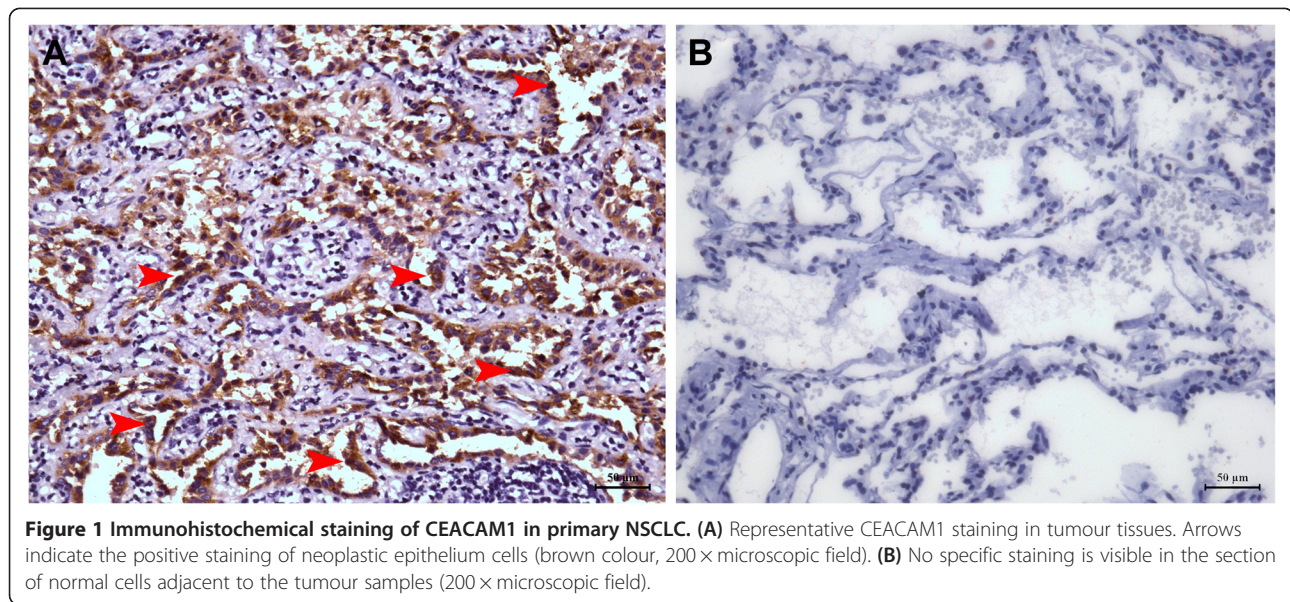 A
B
50 µm
50 µm
Figure 1 Immunohistochemical staining of CEACAM1 in primary NSCLC. (A) Representative CEACAM1 staining in tumour tissues. Arrows
indicate the positive staining of neoplastic epithelium cells (brown colour, 200 × microscopic field). (B) No specific staining is visible in the section
of normal cells adjacent to the tumour samples (200 × microscopic field).